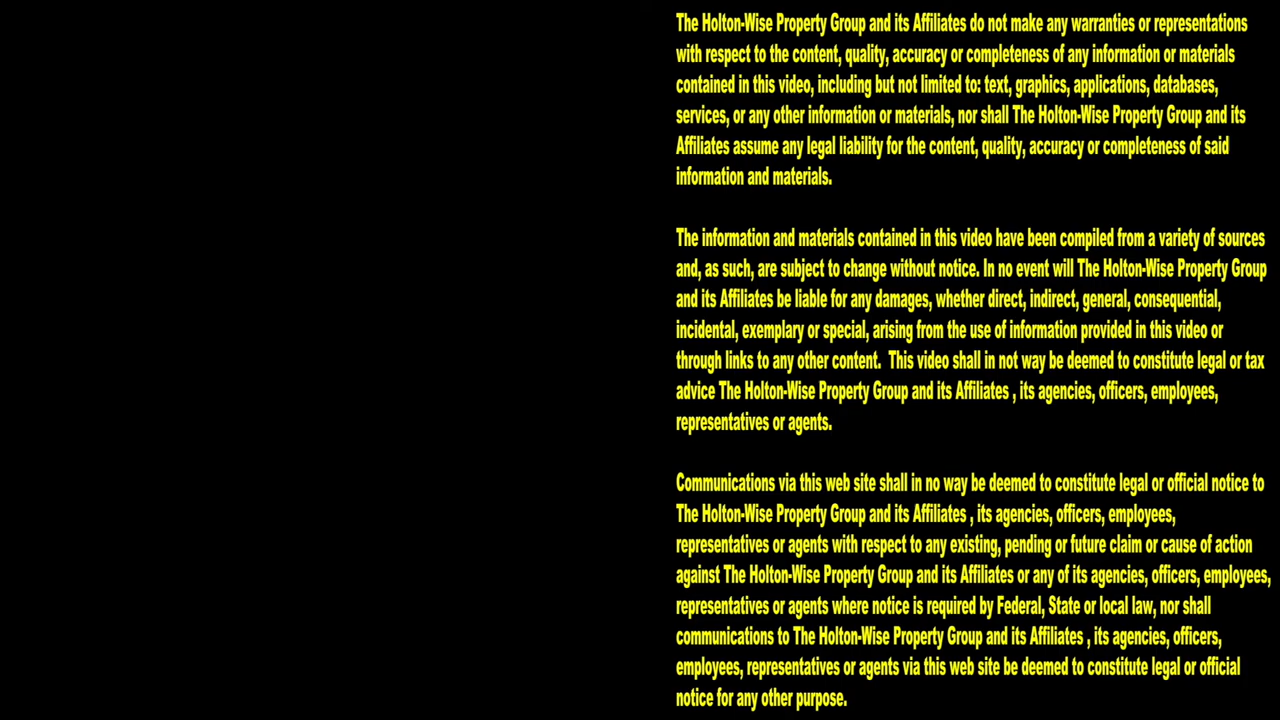 The Holton-Wise Property Group and its Affiliates do not make any warranties or representations
with respect to the content, quality, accuracy or completeness of any information or materials
contained in this video, including but not limited to: text, graphics, applications, databases,
services, or any other information or materials, nor shall The Holton-Wise Property Group and its
Affiliates assume any legal liability for the content, quality, accuracy or completeness of said
information and materials.
The information and materials contained in this video have been compiled from a variety of sources
and, as such, are subject to change without notice. In no event will The Holton-Wise Property Group
and its Affiliates be liable for any damages, whether direct, indirect, general, consequential,
incidental, exemplary or special, arising from the use of information provided in this video or
through links to any other content.  This video shall in not way be deemed to constitute legal or tax
advice The Holton-Wise Property Group and its Affiliates , its agencies, officers, employees,
representatives or agents.
Communications via this web site shall in no way be deemed to constitute legal or official notice to
The Holton-Wise Property Group and its Affiliates , its agencies, officers, employees,
representatives or agents with respect to any existing, pending or future claim or cause of action
against The Holton-Wise Property Group and its Affiliates or any of its agencies, officers, employees,
representatives or agents where notice is required by Federal, State or local law, nor shall
communications to The Holton-Wise Property Group and its Affiliates , its agencies, officers,
employees, representatives or agents via this web site be deemed to constitute legal or official
notice for any other purpose.